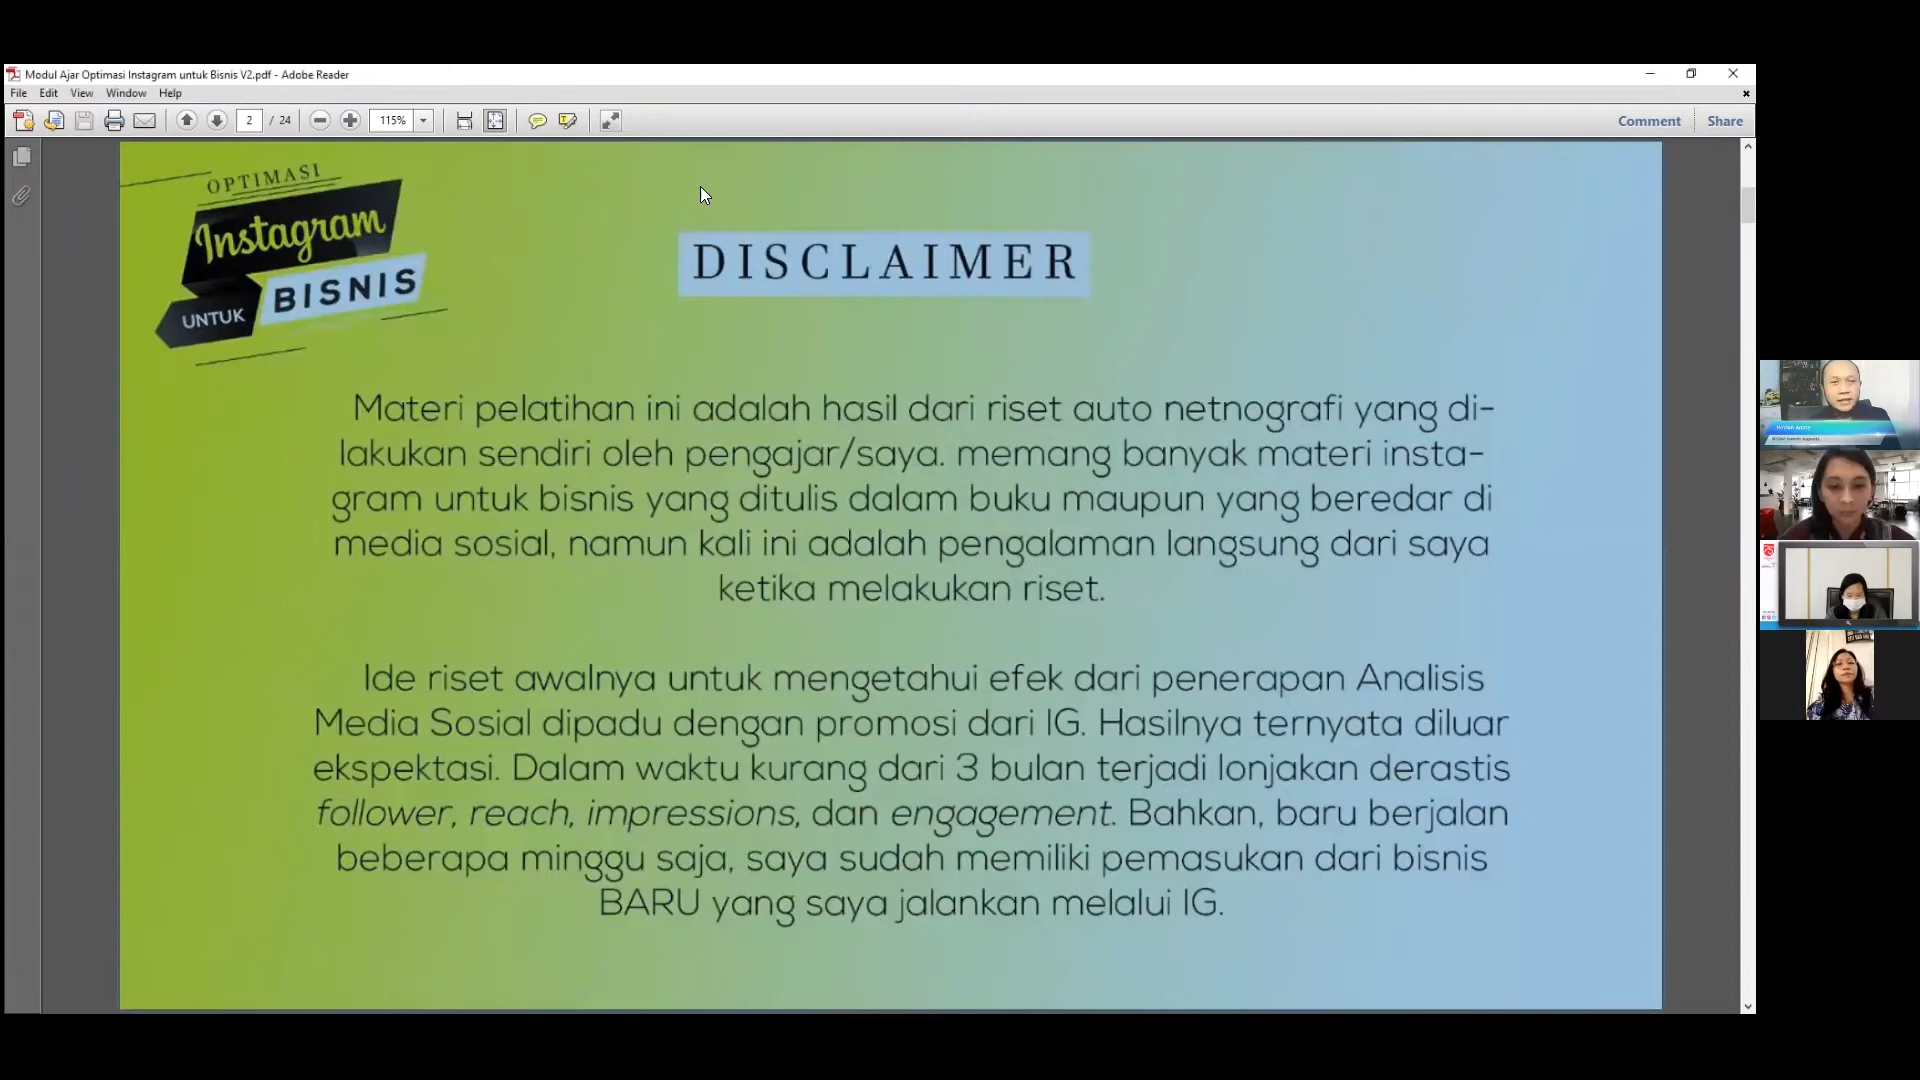 Modul Ajar Optimasi Instagram untuk Bisnis V2.pdf - Adobe Reader
File Edit View Window Help
2 / 24 115% Comment Share
OPTIMASI
Instagram
UNTUK BISNIS
DISCLAIMER
Materi pelatihan ini adalah hasil dari riset auto netnografi yang di-
lakukan sendiri oleh pengajar/saya. memang banyak materi insta-
gram untuk bisnis yang ditulis dalam buku maupun yang beredar di
media sosial, namun kali ini adalah pengalaman langsung dari saya
ketika melakukan riset.
Ide riset awalnya untuk mengetahui efek dari penerapan Analisis
Media Sosial dipadu dengan promosi dari IG. Hasilnya ternyata diluar
ekspektasi. Dalam waktu kurang dari 3 bulan terjadi lonjakan derastis
follower, reach, impressions, dan engagement. Bahkan, baru berjalan
beberapa minggu saja, saya sudah memiliki pemasukan dari bisnis
BARU yang saya jalankan melalui IG.